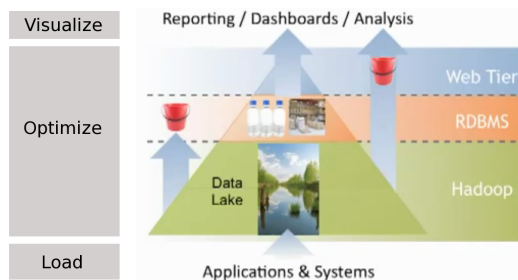 Visualize
Reporting / Dashboards / Analysis
Web Tier
Optimize
RDBMS
Data
Lake
Hadoop
Load
Applications & Systems